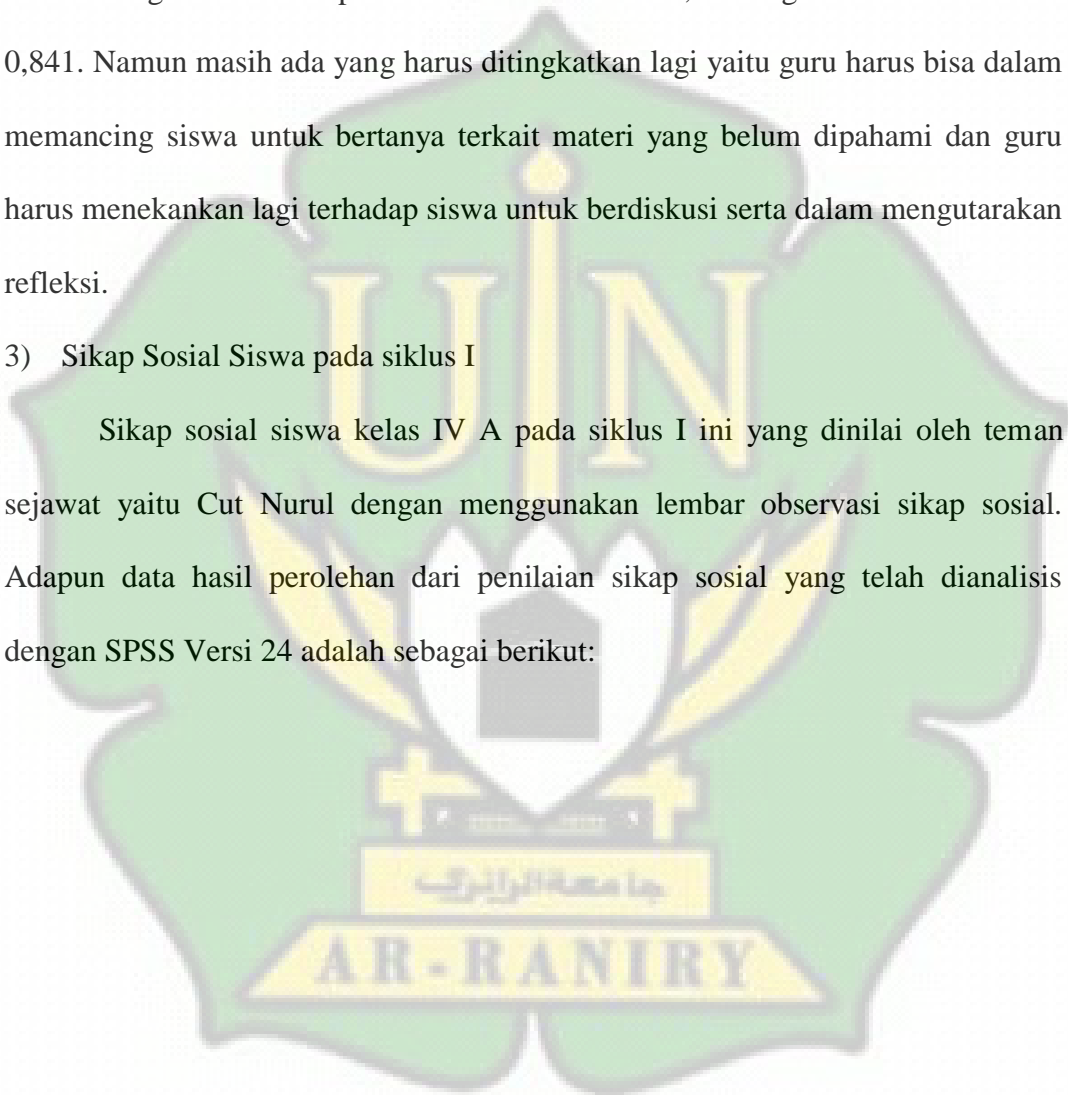 0,841. Namun masih ada yang harus ditingkatkan lagi yaitu guru harus bisa dalam
memancing siswa untuk bertanya terkait materi yang belum dipahami dan guru
harus menekankan lagi terhadap siswa untuk berdiskusi serta dalam mengutarakan
refleksi.
3) Sikap Sosial Siswa pada siklus I
Sikap sosial siswa kelas IV A pada siklus I ini yang dinilai oleh teman
sejawat yaitu Cut Nurul dengan menggunakan lembar observasi sikap sosial.
Adapun data hasil perolehan dari penilaian sikap sosial yang telah dianalisis
dengan SPSS Versi 24 adalah sebagai berikut:
UIN
جامعة الرانري
AR-RANIRY